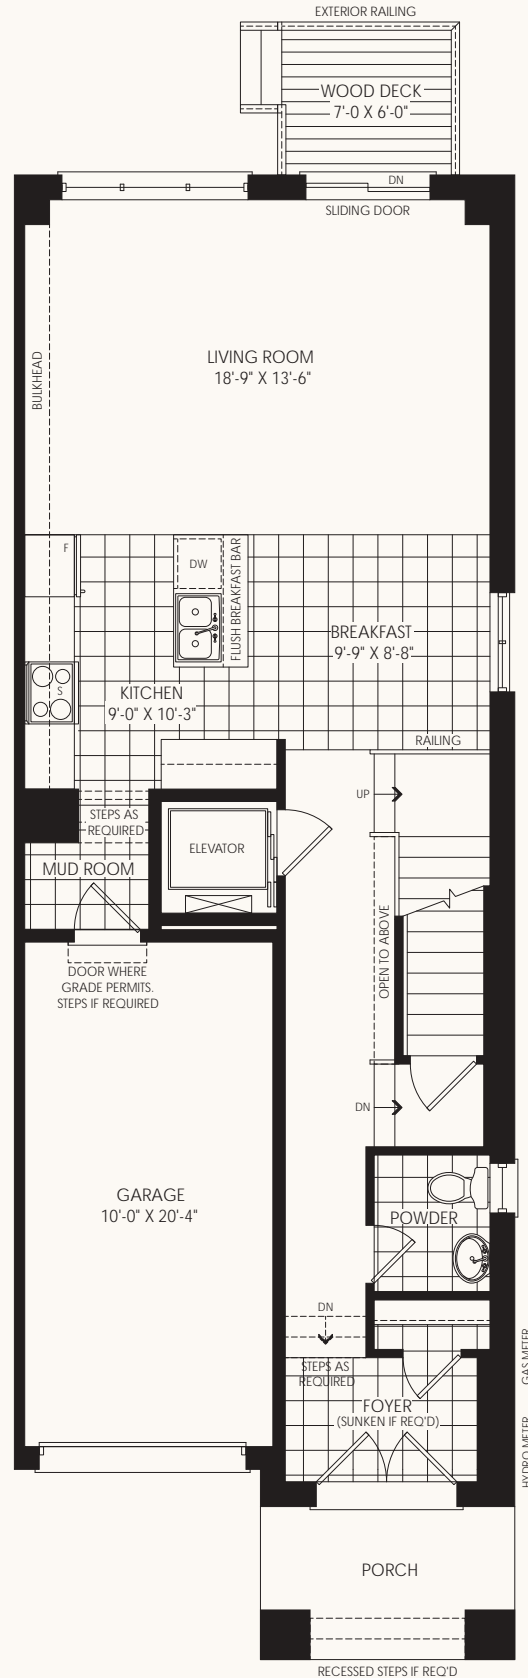 EXTERIOR RAILING
WOOD DECK
7'-0 X 6'-0"
DN
SLIDING DOOR
BULKHEAD
LIVING ROOM
18'-9" X 13'-6"
F
DW
FLUSH BREAKFAST BAR
BREAKFAST
9'-9" X 8'-8"
S
KITCHEN
9'-0" X 10'-3"
RAILING
UP
STEPS AS
REQUIRED
ELEVATOR
MUD ROOM
OPEN TO ABOVE
DOOR WHERE
GRADE PERMITS.
STEPS IF REQUIRED
DN
GARAGE
10'-0" X 20'-4"
POWDER
DN
STEPS AS
REQUIRED
GAS METER
FOYER
(SUNKEN IF REQ'D)
HYDRO METER
PORCH
RECESSED STEPS IF REQ'D